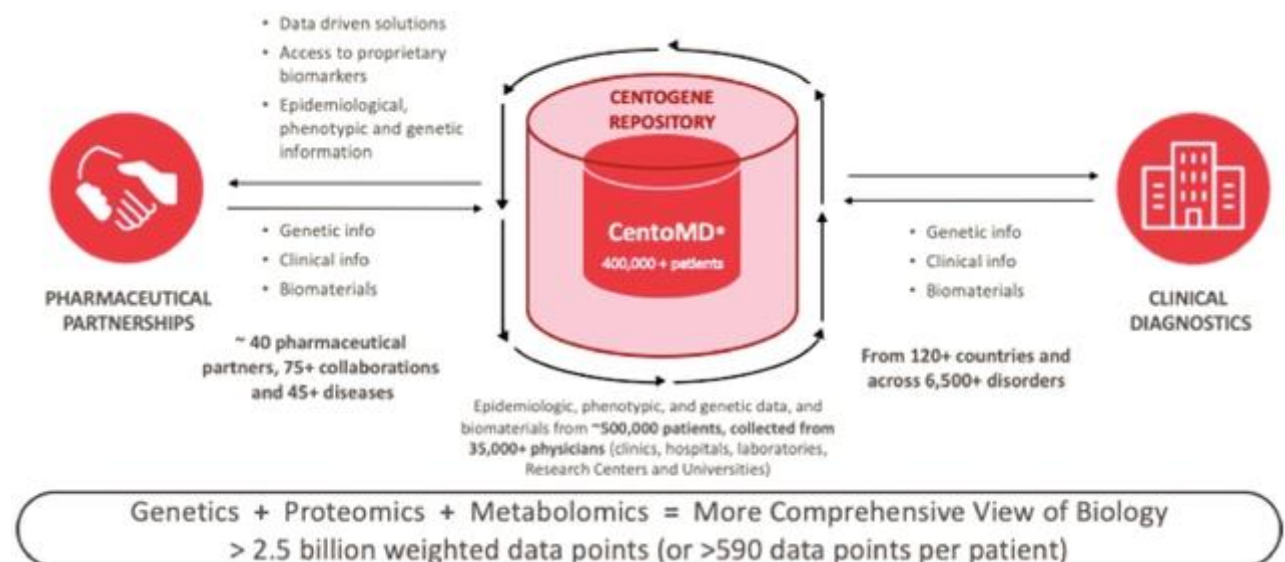 • Data driven solutions
• Access to proprietary
biomarkers
• Epidemiological,
phenotypic and genetic
information
• Genetic info
• Clinical info
• Biomaterials
PHARMACEUTICAL
PARTNERSHIPS
~ 40 pharmaceutical
partners, 75+ collaborations
and 45+ diseases
CENTOGENE
REPOSITORY
CentoMD®
400,000 + patients
Epidemiologic, phenotypic, and genetic data, and
biomaterials from ~500,000 patients, collected from
35,000+ physicians (clinics, hospitals, laboratories,
Research Centers and Universities)
• Genetic info
• Clinical info
• Biomaterials
From 120+ countries and
across 6,500+ disorders
CLINICAL
DIAGNOSTICS
Genetics + Proteomics + Metabolomics = More Comprehensive View of Biology
> 2.5 billion weighted data points (or >590 data points per patient)